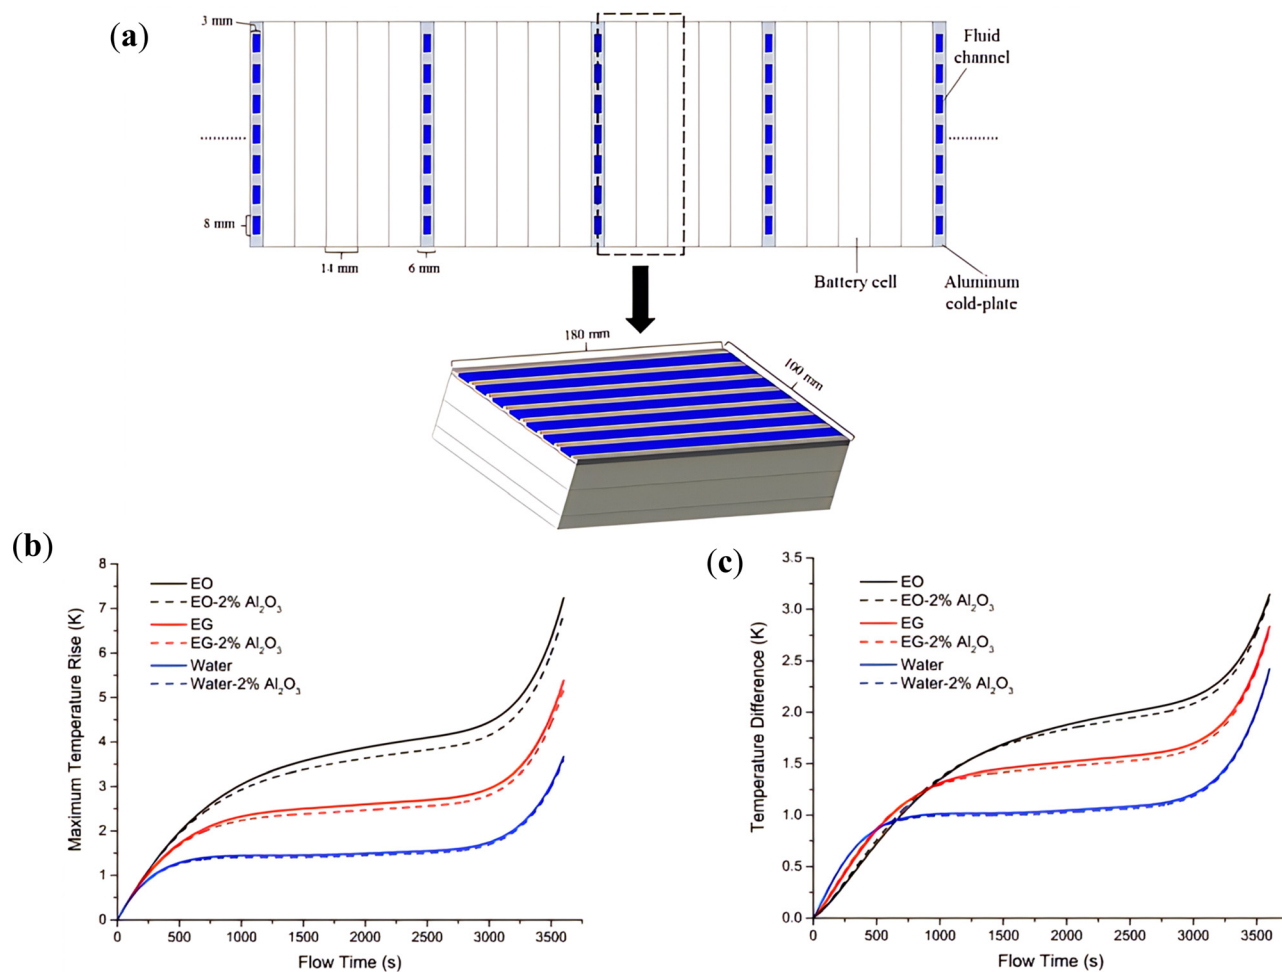 (a)
3 mm
Fluid
channel
8 mm
14 mm
6 mm
Battery cell
Aluminum
cold-plate
180 mm
100 mm
(b)
8
7
6
5
4
3
2
1
0
Maximum Temperature Rise (K)
EO
EO-2% Al₂O₃
EG
EG-2% Al₂O₃
Water
Water-2% Al₂O₃
0 500 1000 1500 2000 2500 3000 3500
Flow Time (s)
(c)
3.5
3.0
2.5
2.0
1.5
1.0
0.5
0.0
Temperature Difference (K)
EO
EO-2% Al₂O₃
EG
EG-2% Al₂O₃
Water
Water-2% Al₂O₃
0 500 1000 1500 2000 2500 3000 3500
Flow Time (s)